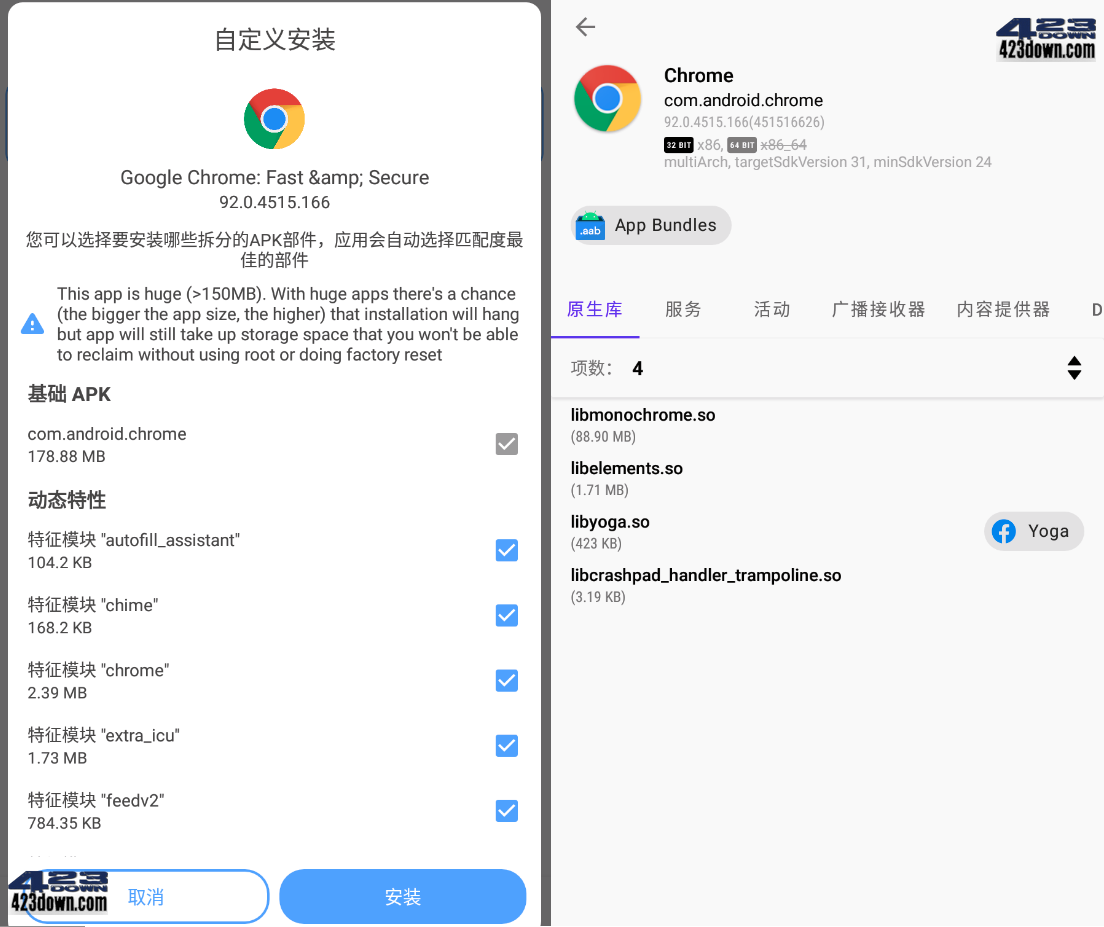 自定义安装
Google Chrome: Fast &amp; Secure
92.0.4515.166
您可以选择要安装哪些拆分的APK部件，应用会自动选择匹配度最
佳的部件
This app is huge (>150MB). With huge apps there's a chance
(the bigger the app size, the higher) that installation will hang
but app will still take up storage space that you won't be able
to reclaim without using root or doing factory reset
基础 APK
com.android.chrome
178.88 MB
动态特性
特征模块 "autofill_assistant"
104.2 KB
特征模块 "chime"
168.2 KB
特征模块 "chrome"
2.39 MB
特征模块 "extra_icu"
1.73 MB
特征模块 "feedv2"
784.35 KB
取消
安装
423
DOWN
423down.com
423
DOWN
423down.com
Chrome
com.android.chrome
92.0.4515.166(451516626)
32 BIT x86, 64 BIT x86_64
multiArch, targetSdkVersion 31, minSdkVersion 24
.aab App Bundles
原生库 服务 活动 广播接收器 内容提供器 D
项数： 4
libmonochrome.so
(88.90 MB)
libelements.so
(1.71 MB)
libyoga.so
(423 KB)
Yoga
libcrashpad_handler_trampoline.so
(3.19 KB)